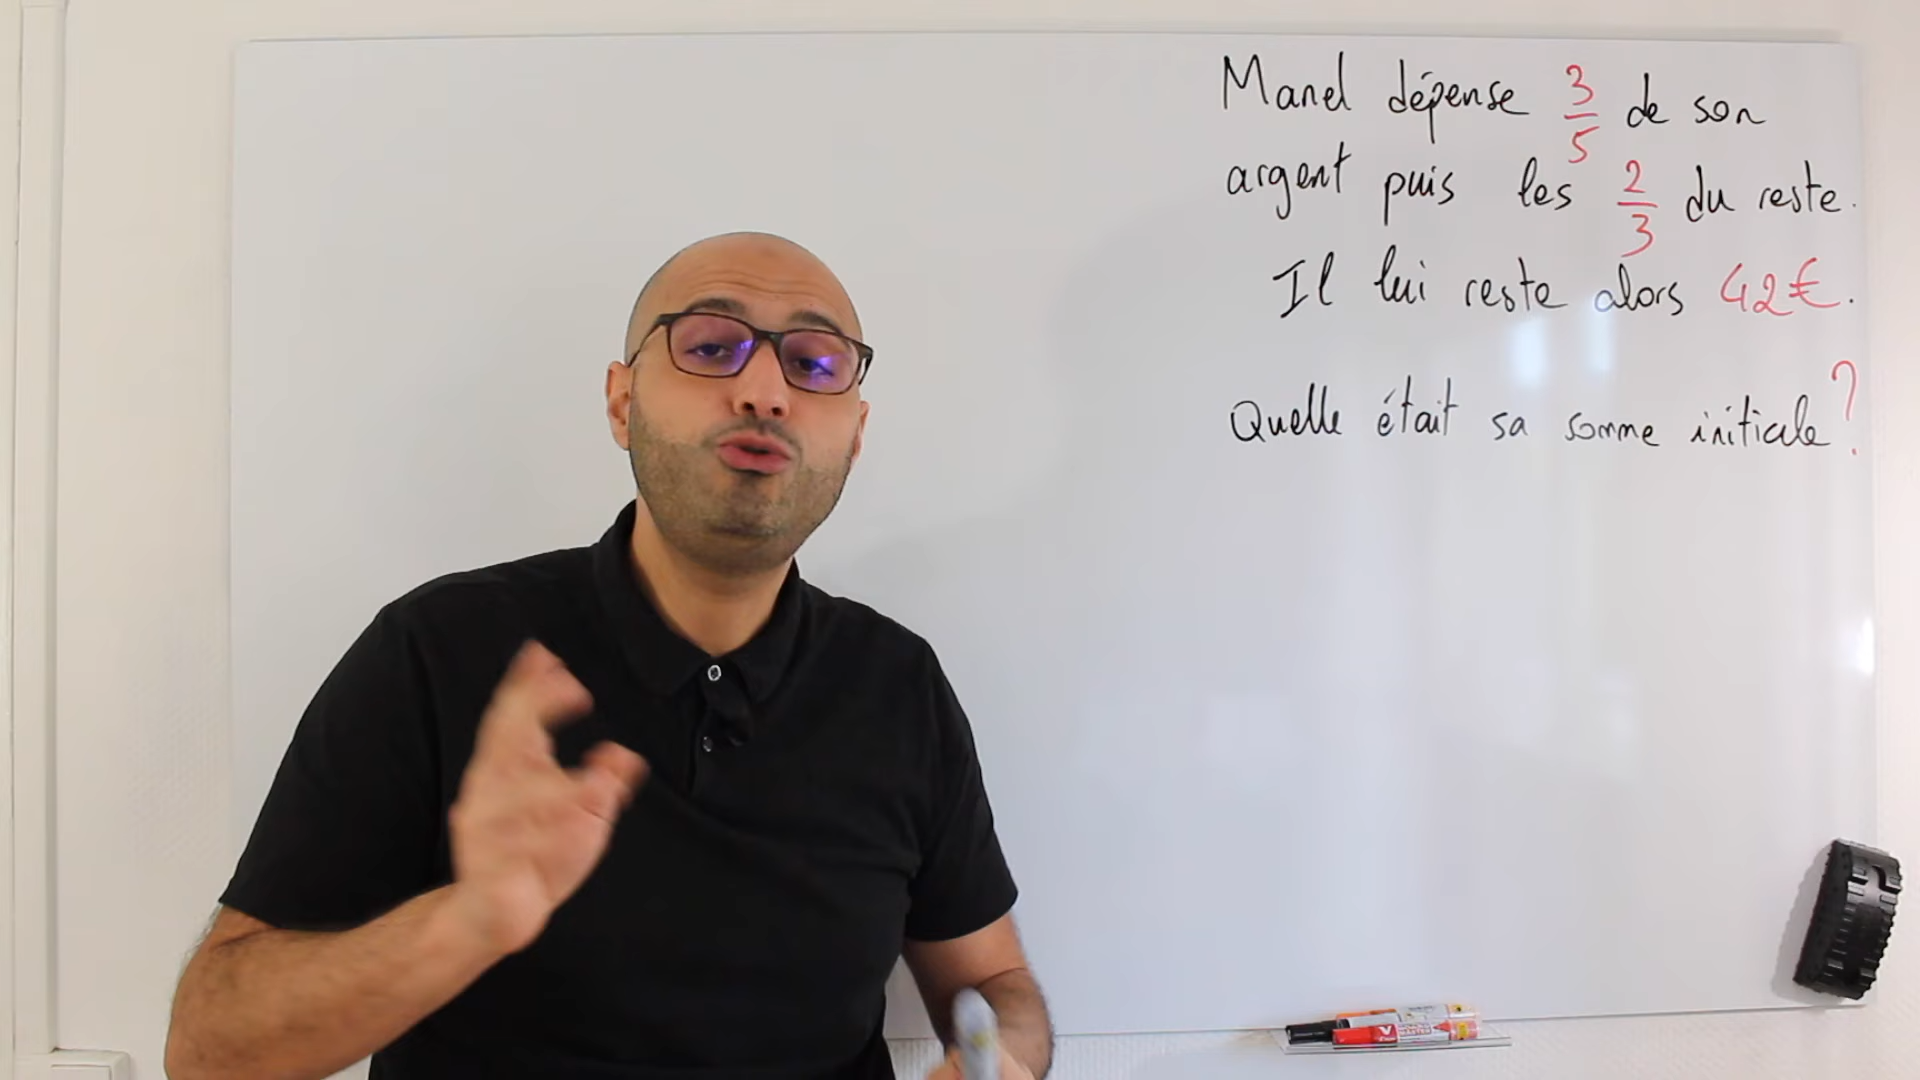 Manel dépense 3/5 de son
argent puis les 2/3 du reste.
Il lui reste alors 42€.
Quelle était sa somme initiale ?